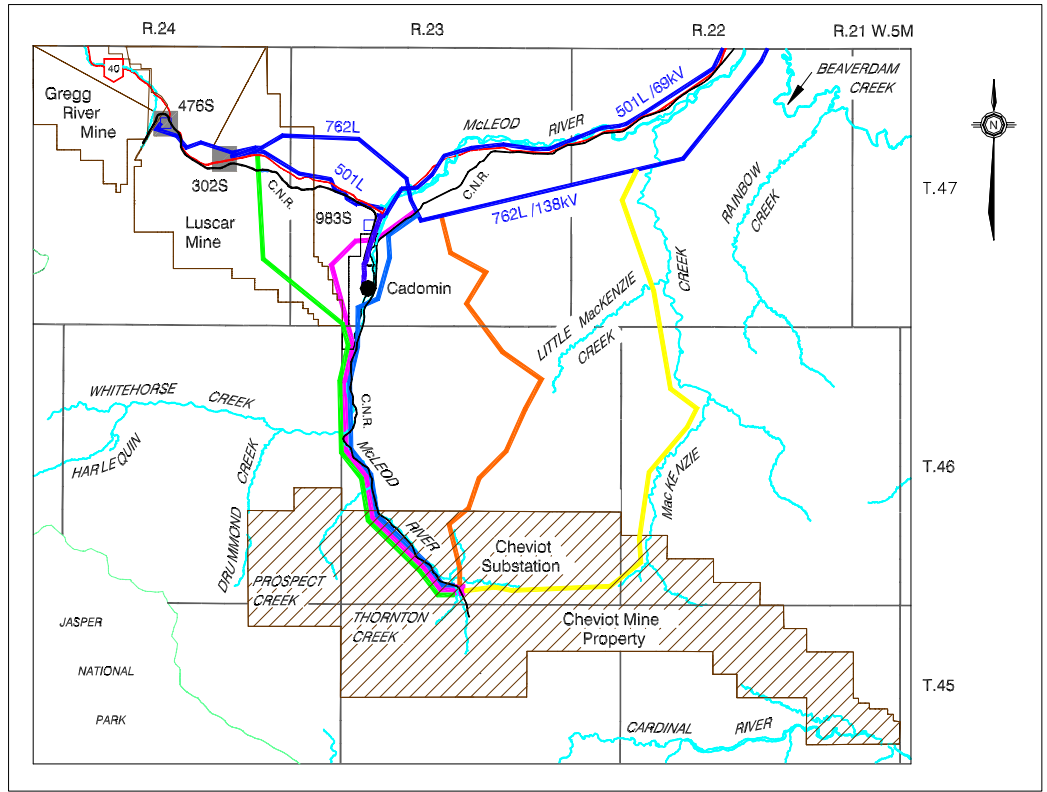 R.24
R.23
R.22
R.21 W.5M
40
Gregg
River
Mine
476S
302S
762L
501L
McLEOD
RIVER
501L/69kV
BEAVERDAM
CREEK
N
T.47
C.N.R.
C.N.R.
762L/138kV
RAINBOW
CREEK
Luscar
Mine
983S
Cadomin
LITTLE MacKENZIE
CREEK
CREEK
WHITEHORSE
CREEK
HARLEQUIN
C.N.R.
McLEOD
RIVER
CREEK
DRUMMOND
MacKENZIE
T.46
Cheviot
Substation
PROSPECT
CREEK
THORNTON
CREEK
Cheviot Mine
Property
JASPER
NATIONAL
PARK
T.45
CARDINAL
RIVER